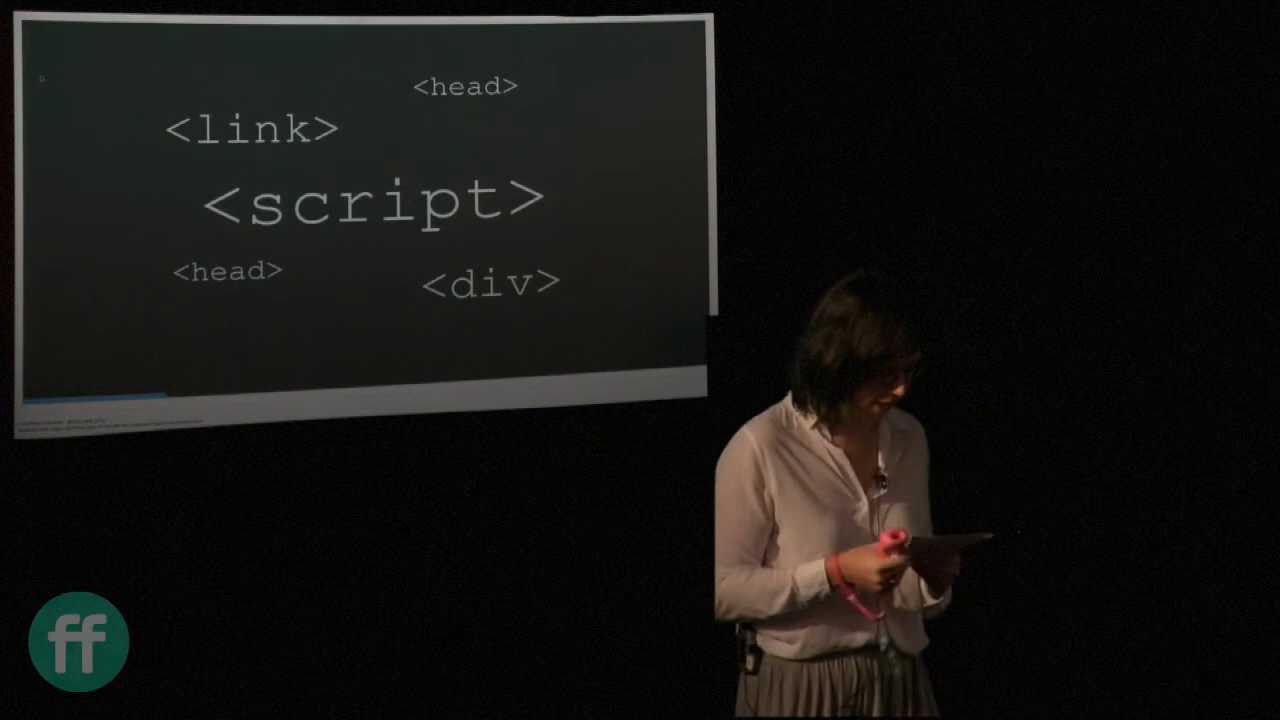 <head>
<link>
<script>
<head>
<div>
ff